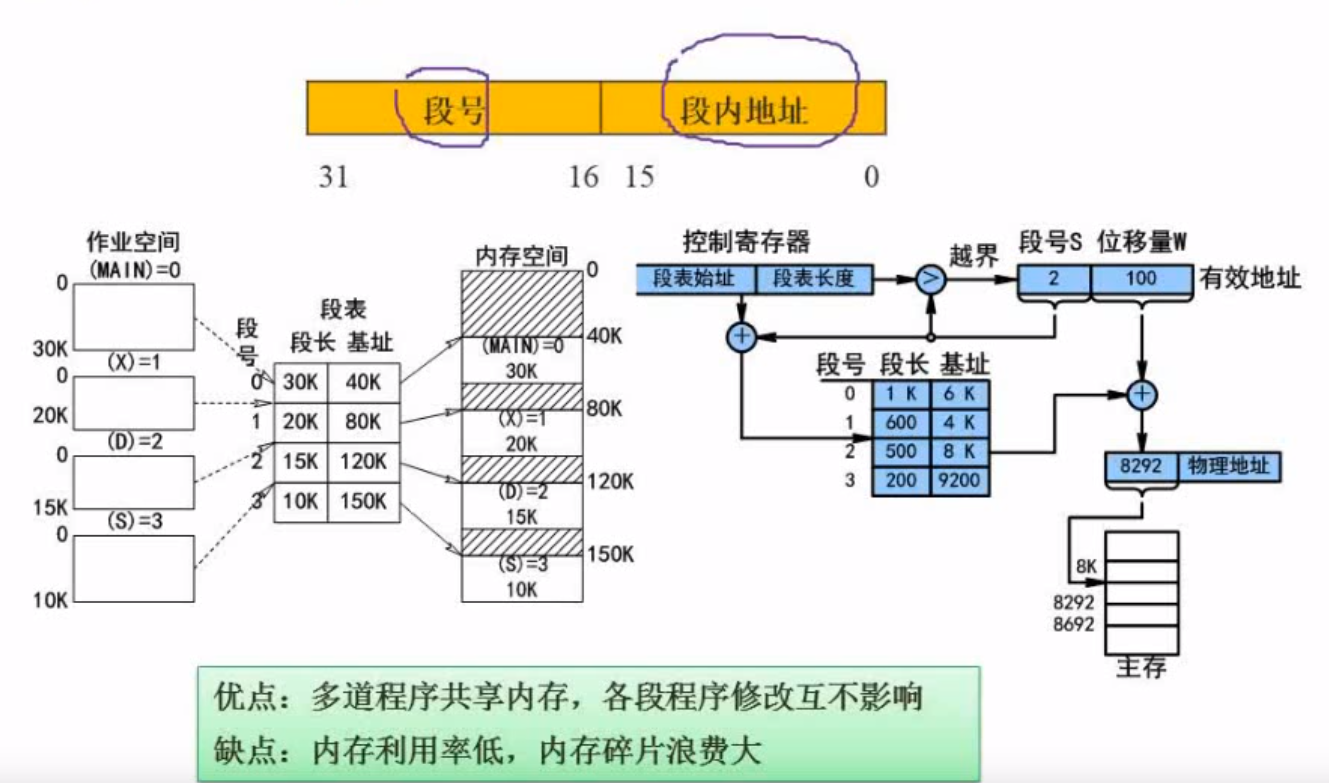 段号 段内地址
31 16 15 0
作业空间
(MAIN)=0
0
30K
(X)=1
0
20K
(D)=2
0
15K
(S)=3
0
10K
段表
段号 段长 基址
0 30K 40K
1 20K 80K
2 15K 120K
3 10K 150K
内存空间
0
40K
(MAIN)=0
30K
80K
(X)=1
20K
120K
(D)=2
15K
150K
(S)=3
10K
控制寄存器
段表始址 段表长度
>
越界
段号S 位移量W
2 100 有效地址
+
段号 段长 基址
0 1 K 6 K
1 600 4 K
2 500 8 K
3 200 9200
+
8292 物理地址
8K
8292
8692
主存
优点：多道程序共享内存，各段程序修改互不影响
缺点：内存利用率低，内存碎片浪费大